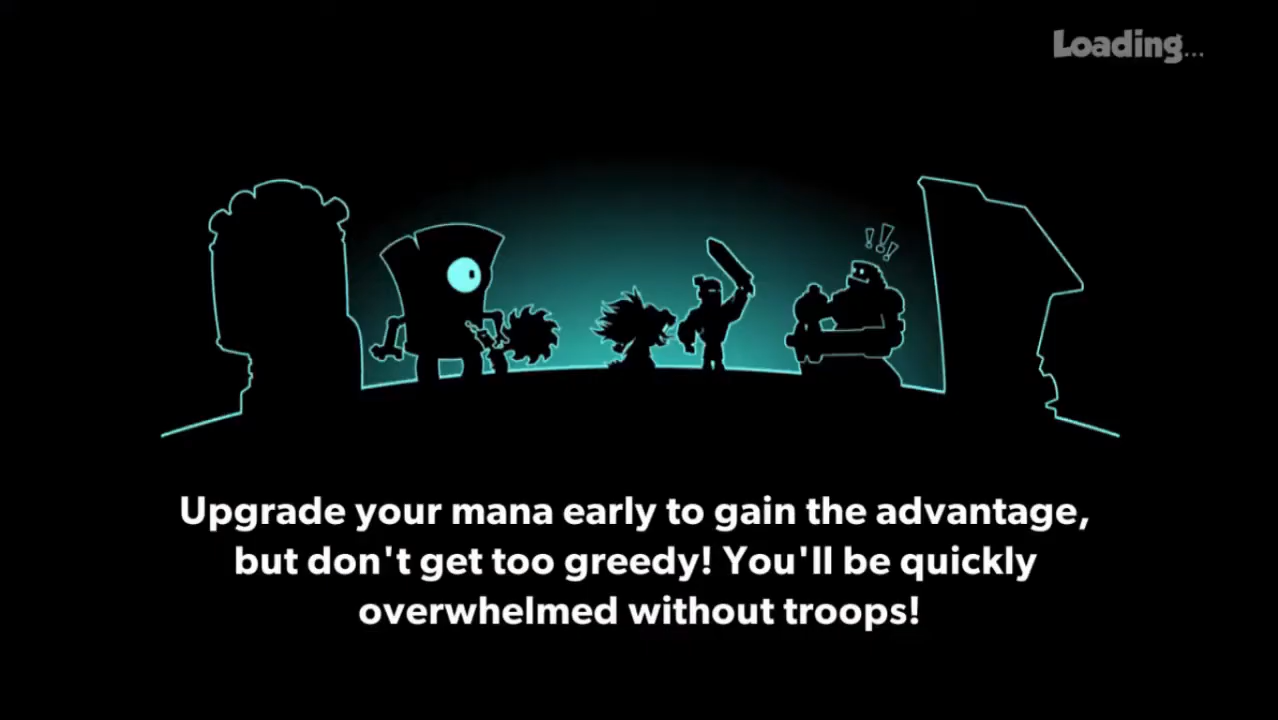 Loading...
Upgrade your mana early to gain the advantage,
but don't get too greedy! You'll be quickly
overwhelmed without troops!